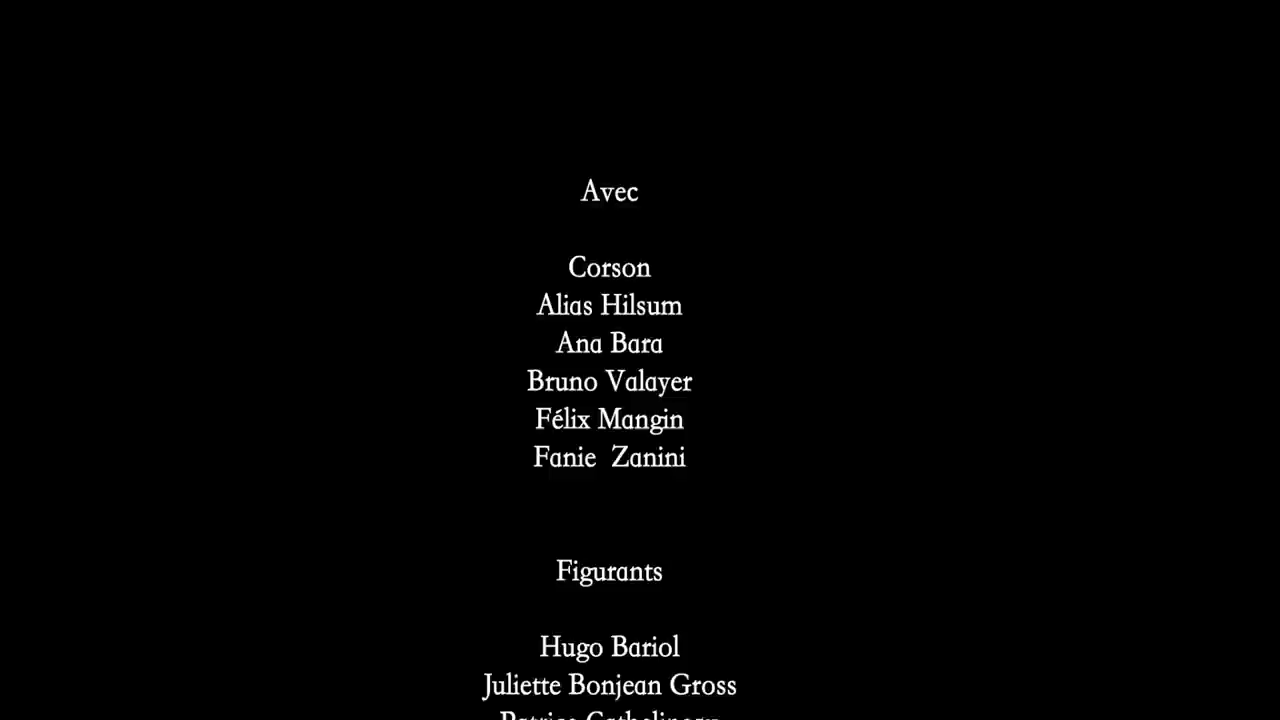 Avec
Corson
Alias Hilsum
Ana Bara
Bruno Valayer
Félix Mangin
Fanie  Zanini
Figurants
Hugo Bariol
Juliette Bonjean Gross